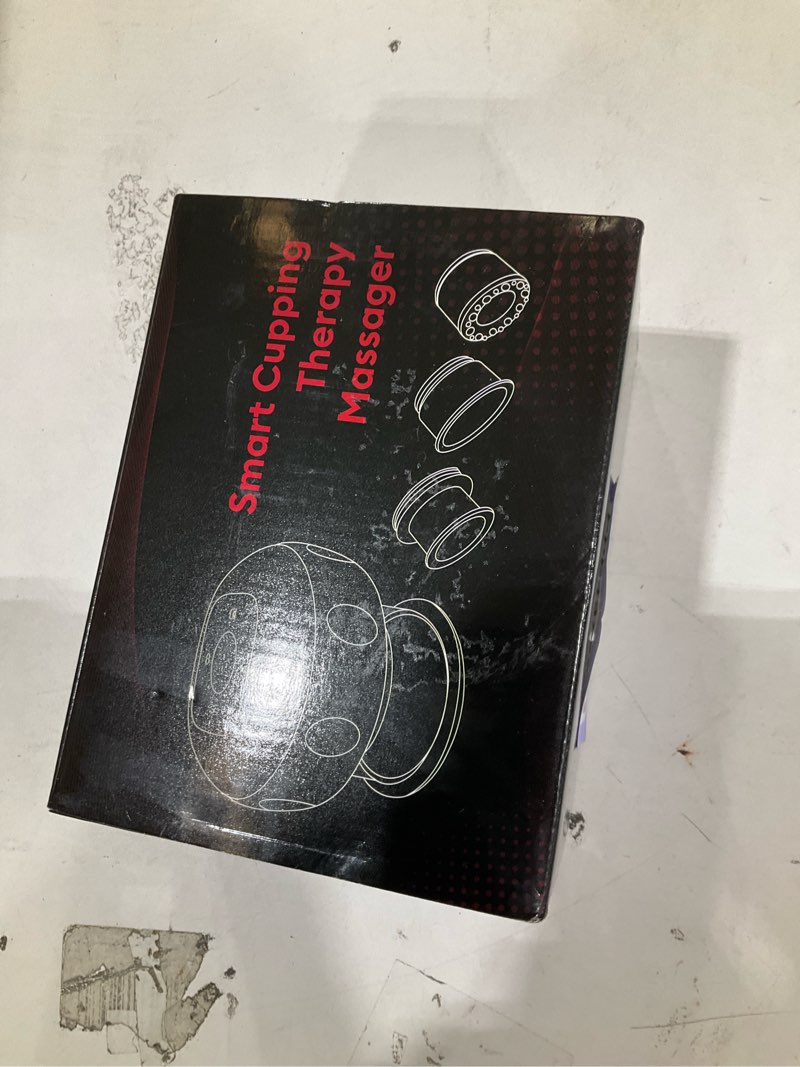 Smart Cupping
Therapy
Massager